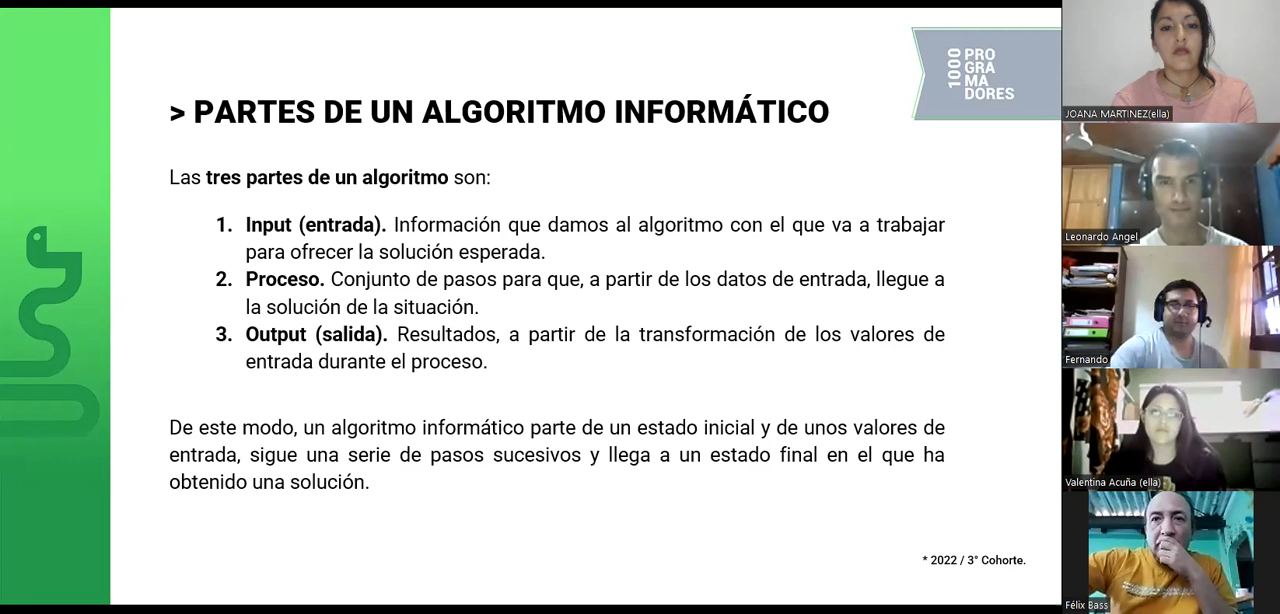 1000
PRO
GRA
MA
DORES
> PARTES DE UN ALGORITMO INFORMÁTICO
Las tres partes de un algoritmo son:
1. Input (entrada). Información que damos al algoritmo con el que va a trabajar
para ofrecer la solución esperada.
2. Proceso. Conjunto de pasos para que, a partir de los datos de entrada, llegue a
la solución de la situación.
3. Output (salida). Resultados, a partir de la transformación de los valores de
entrada durante el proceso.
De este modo, un algoritmo informático parte de un estado inicial y de unos valores de
entrada, sigue una serie de pasos sucesivos y llega a un estado final en el que ha
obtenido una solución.
* 2022 / 3° Cohorte.
JOANA MARTINEZ(ella)
Leonardo Angel
Fernando
Valentina Acuña (ella)
Félix Bass